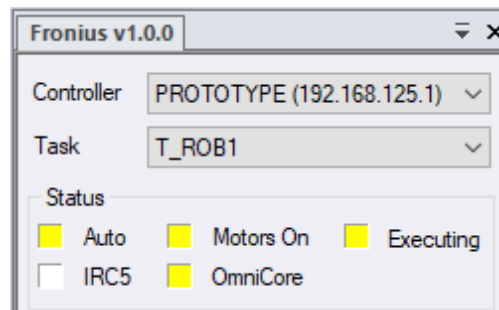 Fronius v1.0.0
Controller PROTOTYPE (192.168.125.1)
Task T_ROB1
Status
Auto Motors On Executing
IRC5 OmniCore